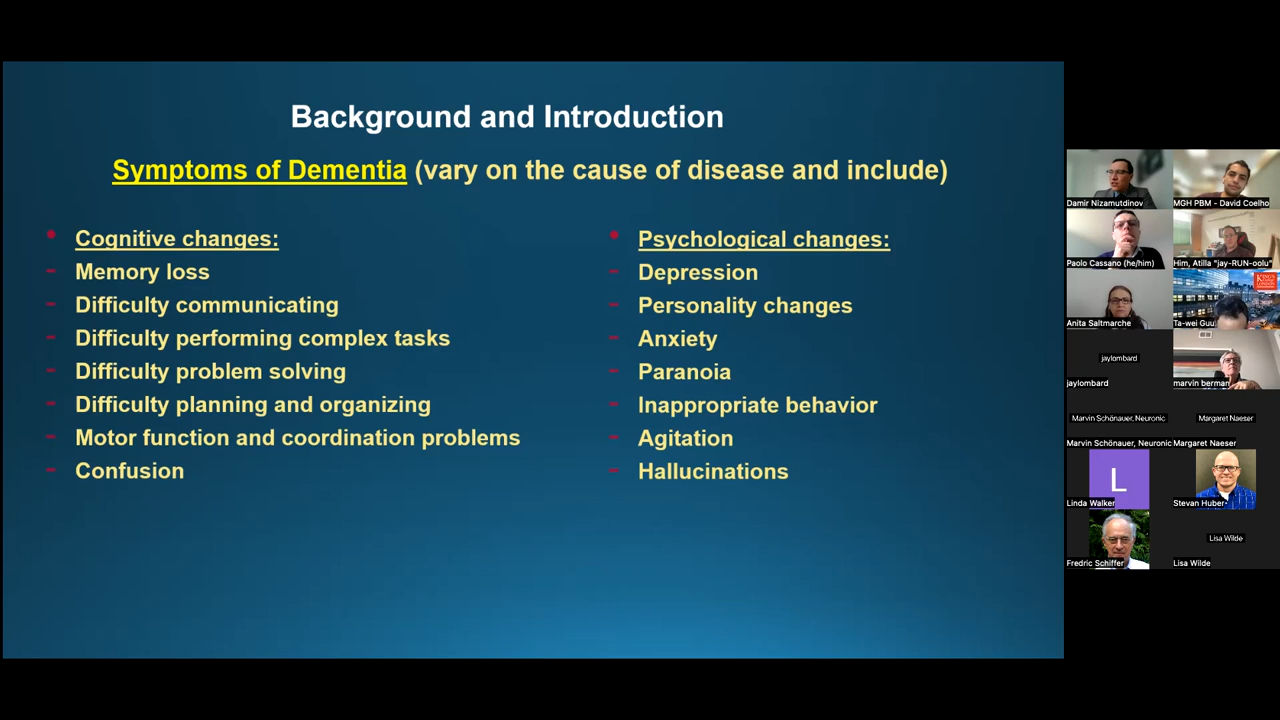 Background and Introduction
Symptoms of Dementia (vary on the cause of disease and include)
• Cognitive changes:
- Memory loss
- Difficulty communicating
- Difficulty performing complex tasks
- Difficulty problem solving
- Difficulty planning and organizing
- Motor function and coordination problems
- Confusion
• Psychological changes:
- Depression
- Personality changes
- Anxiety
- Paranoia
- Inappropriate behavior
- Agitation
- Hallucinations
Damir Nizamutdinov
MGH PBM - David Coelho
Paolo Cassano (he/him)
Him, Atilla "jay-RUN-oolu"
Anita Saltmarche
KING'S
LONDON
Ta-wei Guu
jaylombard
jaylombard
marvin berman
Marvin Schönauer, Neuronic
Margaret Naeser
Marvin Schönauer, Neuronic
Margaret Naeser
L
Linda Walker
Stevan Huber
Fredric Schiffer
Lisa Wilde
Lisa Wilde